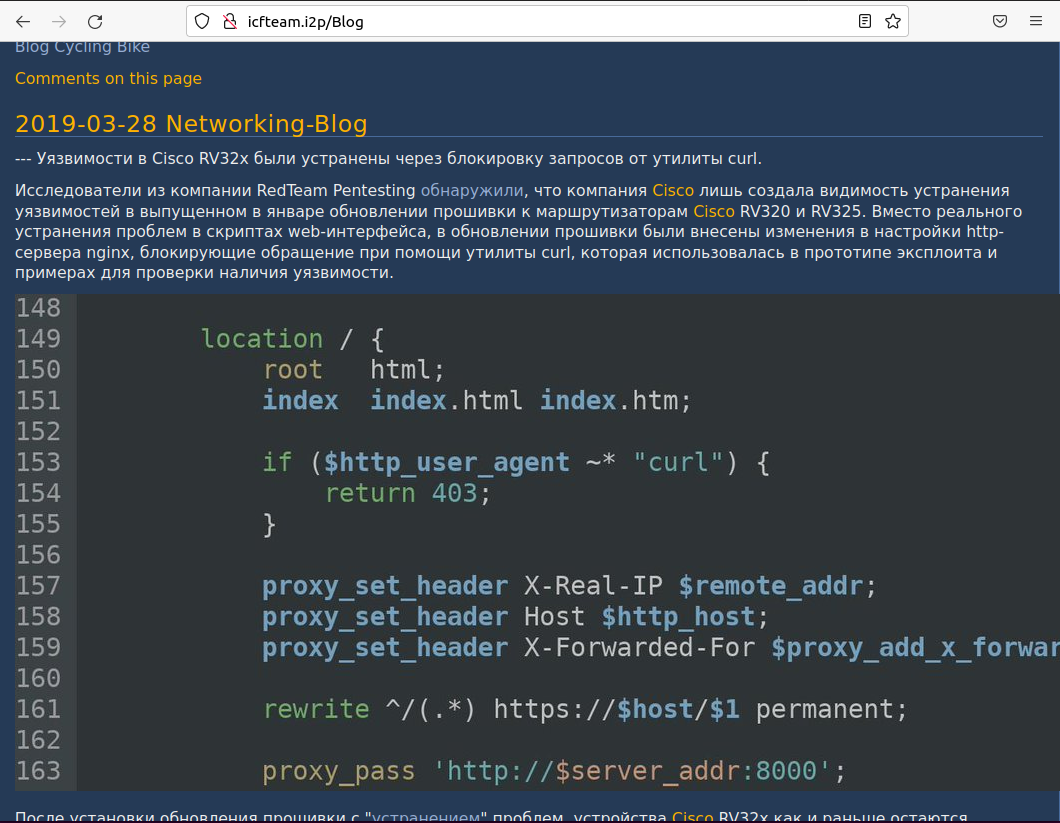 icfteam.i2p/Blog
Blog Cycling Bike
Comments on this page
2019-03-28 Networking-Blog
--- Уязвимости в Cisco RV32x были устранены через блокировку запросов от утилиты curl.
Исследователи из компании RedTeam Pentesting обнаружили, что компания Cisco лишь создала видимость устранения
уязвимостей в выпущенном в январе обновлении прошивки к маршрутизаторам Cisco RV320 и RV325. Вместо реального
устранения проблем в скриптах web-интерфейса, в обновлении прошивки были внесены изменения в настройки http-
сервера nginx, блокирующие обращение при помощи утилиты curl, которая использовалась в прототипе эксплоита и
примерах для проверки наличия уязвимости.
148
149 location / {
150 root html;
151 index index.html index.htm;
152
153 if ($http_user_agent ~* "curl") {
154 return 403;
155 }
156
157 proxy_set_header X-Real-IP $remote_addr;
158 proxy_set_header Host $http_host;
159 proxy_set_header X-Forwarded-For $proxy_add_x_forwar
160
161 rewrite ^/(.*) https://$host/$1 permanent;
162
163 proxy_pass 'http://$server_addr:8000';
После установки обновления прошивки с "устранением" проблем, устройства Cisco RV32x как и раньше остаются